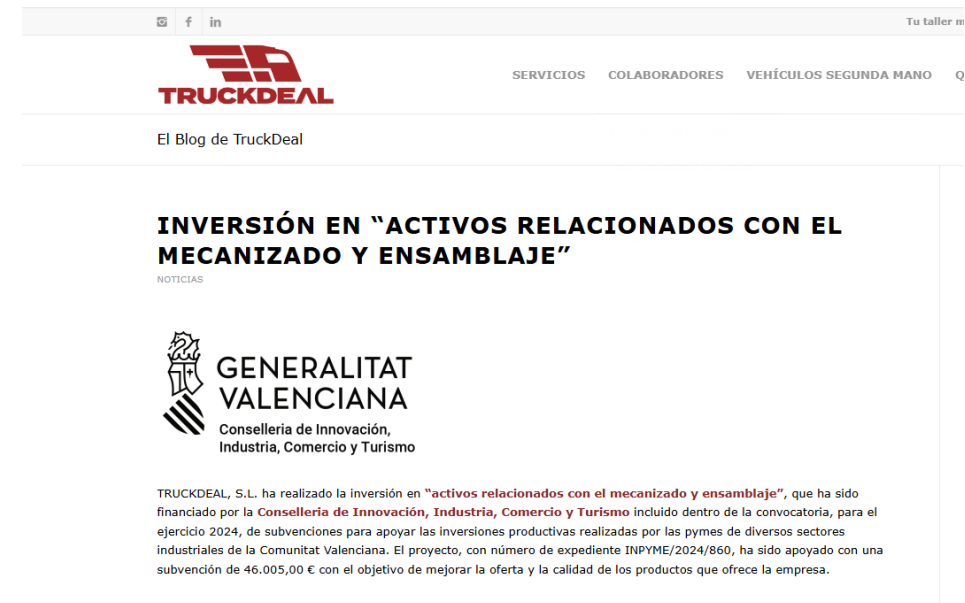 Tu taller m
TRUCKDEAL
SERVICIOS COLABORADORES VEHÍCULOS SEGUNDA MANO Q
El Blog de TruckDeal
INVERSIÓN EN “ACTIVOS RELACIONADOS CON EL
MECANIZADO Y ENSAMBLAJE”
NOTICIAS
GENERALITAT
VALENCIANA
Conselleria de Innovación,
Industria, Comercio y Turismo
TRUCKDEAL, S.L. ha realizado la inversión en “activos relacionados con el mecanizado y ensamblaje”, que ha sido
financiado por la Conselleria de Innovación, Industria, Comercio y Turismo incluido dentro de la convocatoria, para el
ejercicio 2024, de subvenciones para apoyar las inversiones productivas realizadas por las pymes de diversos sectores
industriales de la Comunitat Valenciana. El proyecto, con número de expediente INPYME/2024/860, ha sido apoyado con una
subvención de 46.005,00 € con el objetivo de mejorar la oferta y la calidad de los productos que ofrece la empresa.